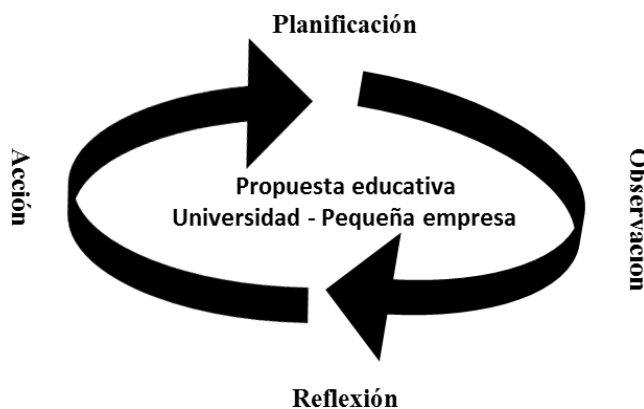 Planificación
Acción
Propuesta educativa
Universidad - Pequeña empresa
Observación
Reflexión